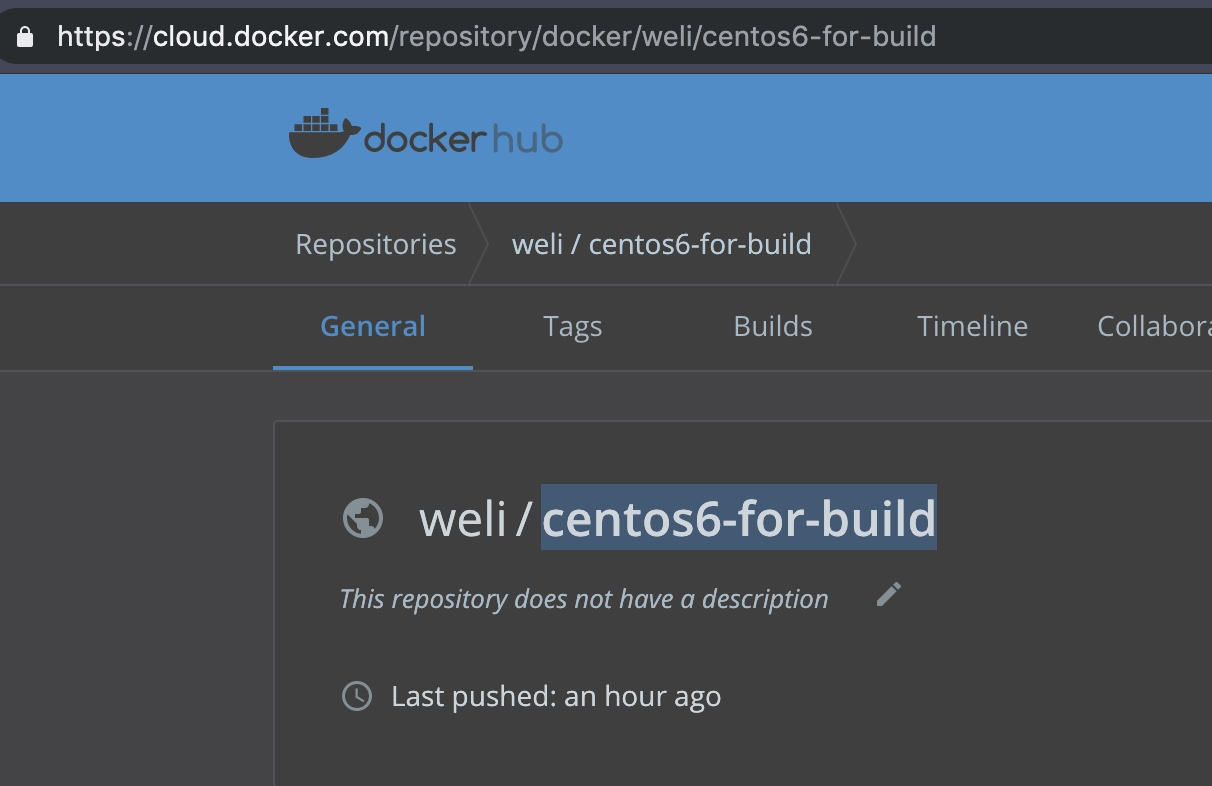 https://cloud.docker.com/repository/docker/weli/centos6-for-build
docker hub
Repositories weli / centos6-for-build
General Tags Builds Timeline Collabora
weli / centos6-for-build
This repository does not have a description
Last pushed: an hour ago